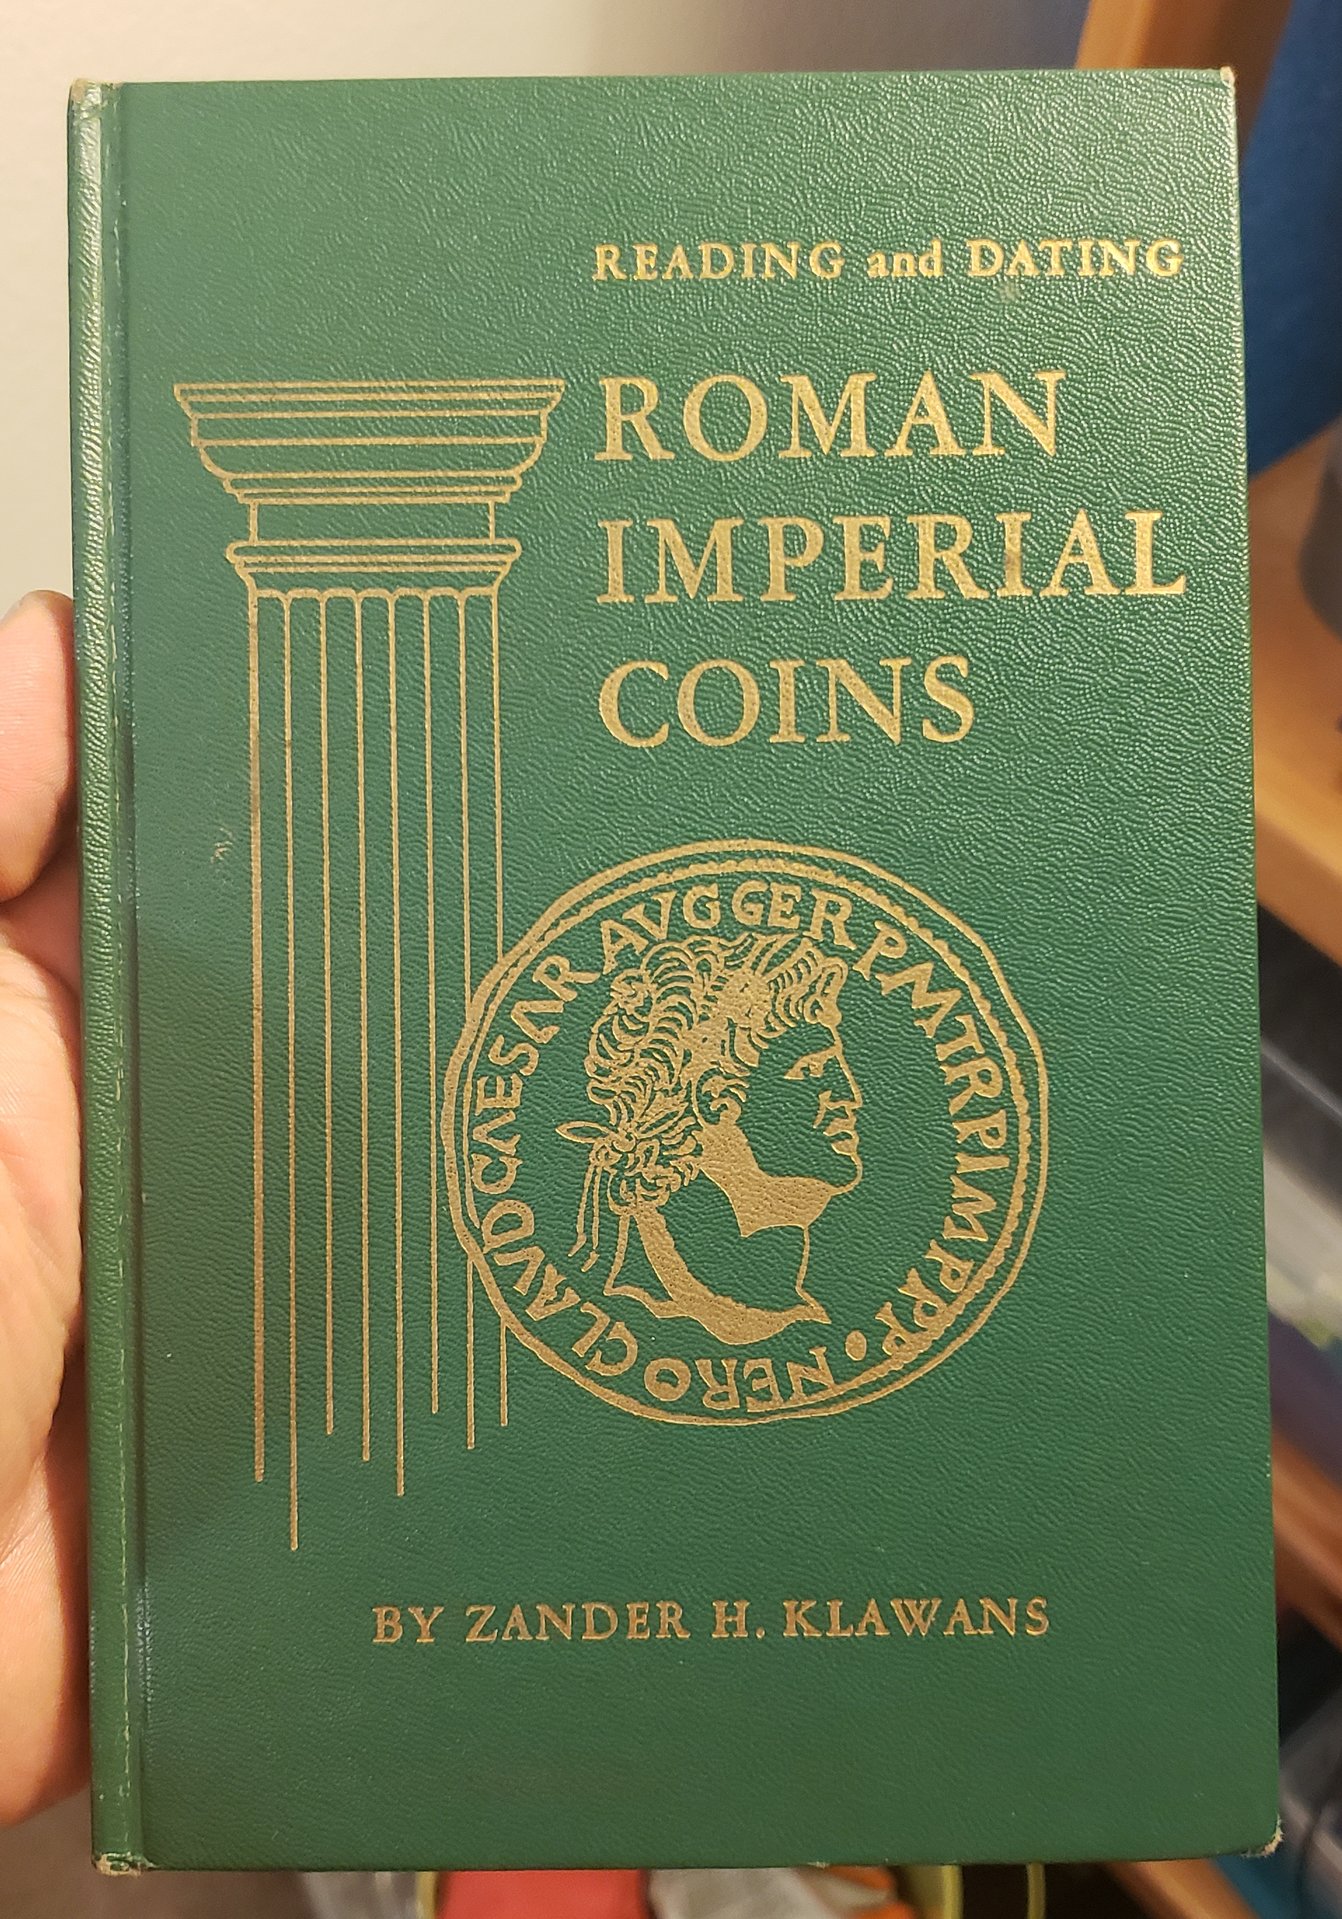 READING and DATING
ROMAN
IMPERIAL
COINS
NERO CLAVD CAESAR AVG GER P M TR P IMP P P •
BY ZANDER H. KLAWANS